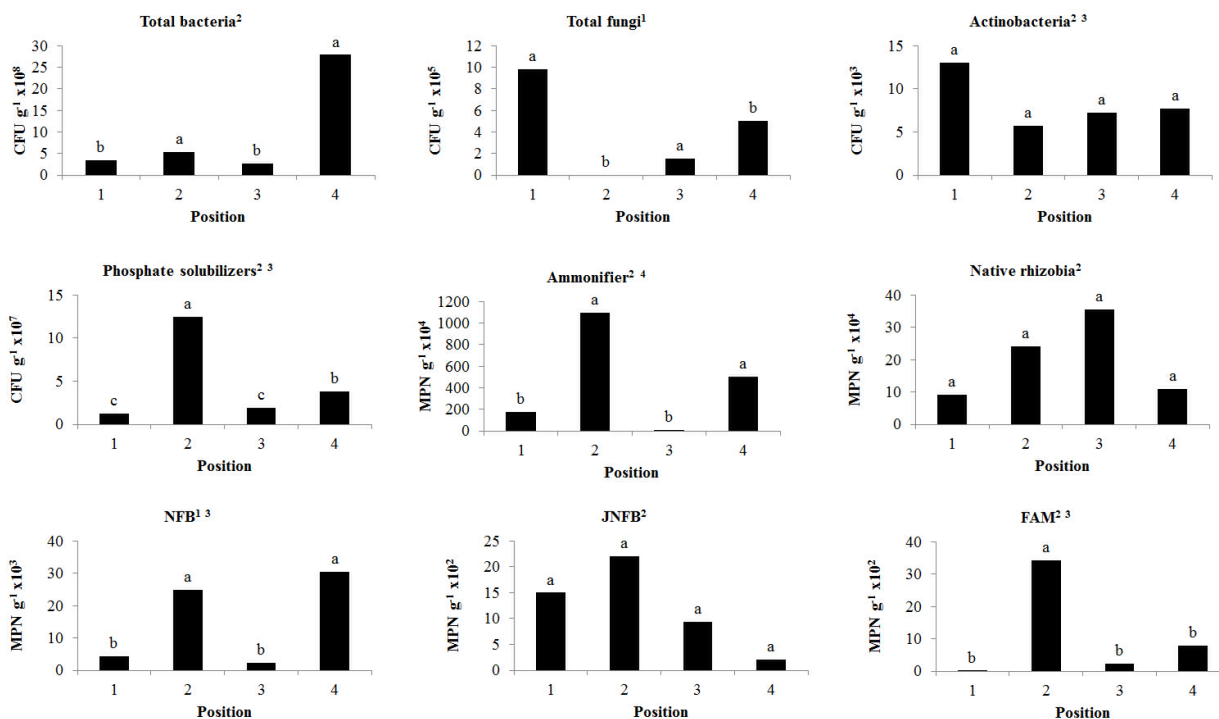 Total bacteria²
CFU g⁻¹ x10⁸
30
25
20
15
10
5
0
b
a
b
a
1 2 3 4
Position
Total fungi¹
CFU g⁻¹ x10⁵
12
10
8
6
4
2
0
a
b
a
b
1 2 3 4
Position
Actinobacteria² ³
CFU g⁻¹ x10³
15
10
5
0
a
a
a
a
1 2 3 4
Position
Phosphate solubilizers² ³
CFU g⁻¹ x10⁷
15
10
5
0
c
a
c
b
1 2 3 4
Position
Ammonifier² ⁴
MPN g⁻¹ x10⁴
1200
1000
800
600
400
200
0
b
a
b
a
1 2 3 4
Position
Native rhizobia²
MPN g⁻¹ x10⁴
40
30
20
10
0
a
a
a
a
1 2 3 4
Position
NFB¹ ³
MPN g⁻¹ x10³
40
30
20
10
0
b
a
b
a
1 2 3 4
Position
JNFB²
MPN g⁻¹ x10²
25
20
15
10
5
0
a
a
a
a
1 2 3 4
Position
FAM² ³
MPN g⁻¹ x10²
40
30
20
10
0
b
a
b
b
1 2 3 4
Position